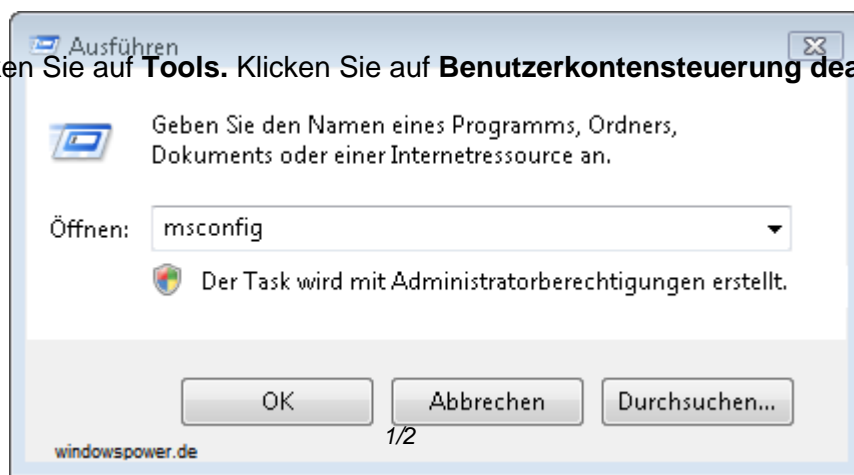 Ausführen
en Sie auf Tools. Klicken Sie auf Benutzerkontensteuerung dea
Geben Sie den Namen eines Programms, Ordners,
Dokuments oder einer Internetressource an.
Öffnen: msconfig
Der Task wird mit Administratorberechtigungen erstellt.
OK Abbrechen Durchsuchen...
1/2
windowspower.de